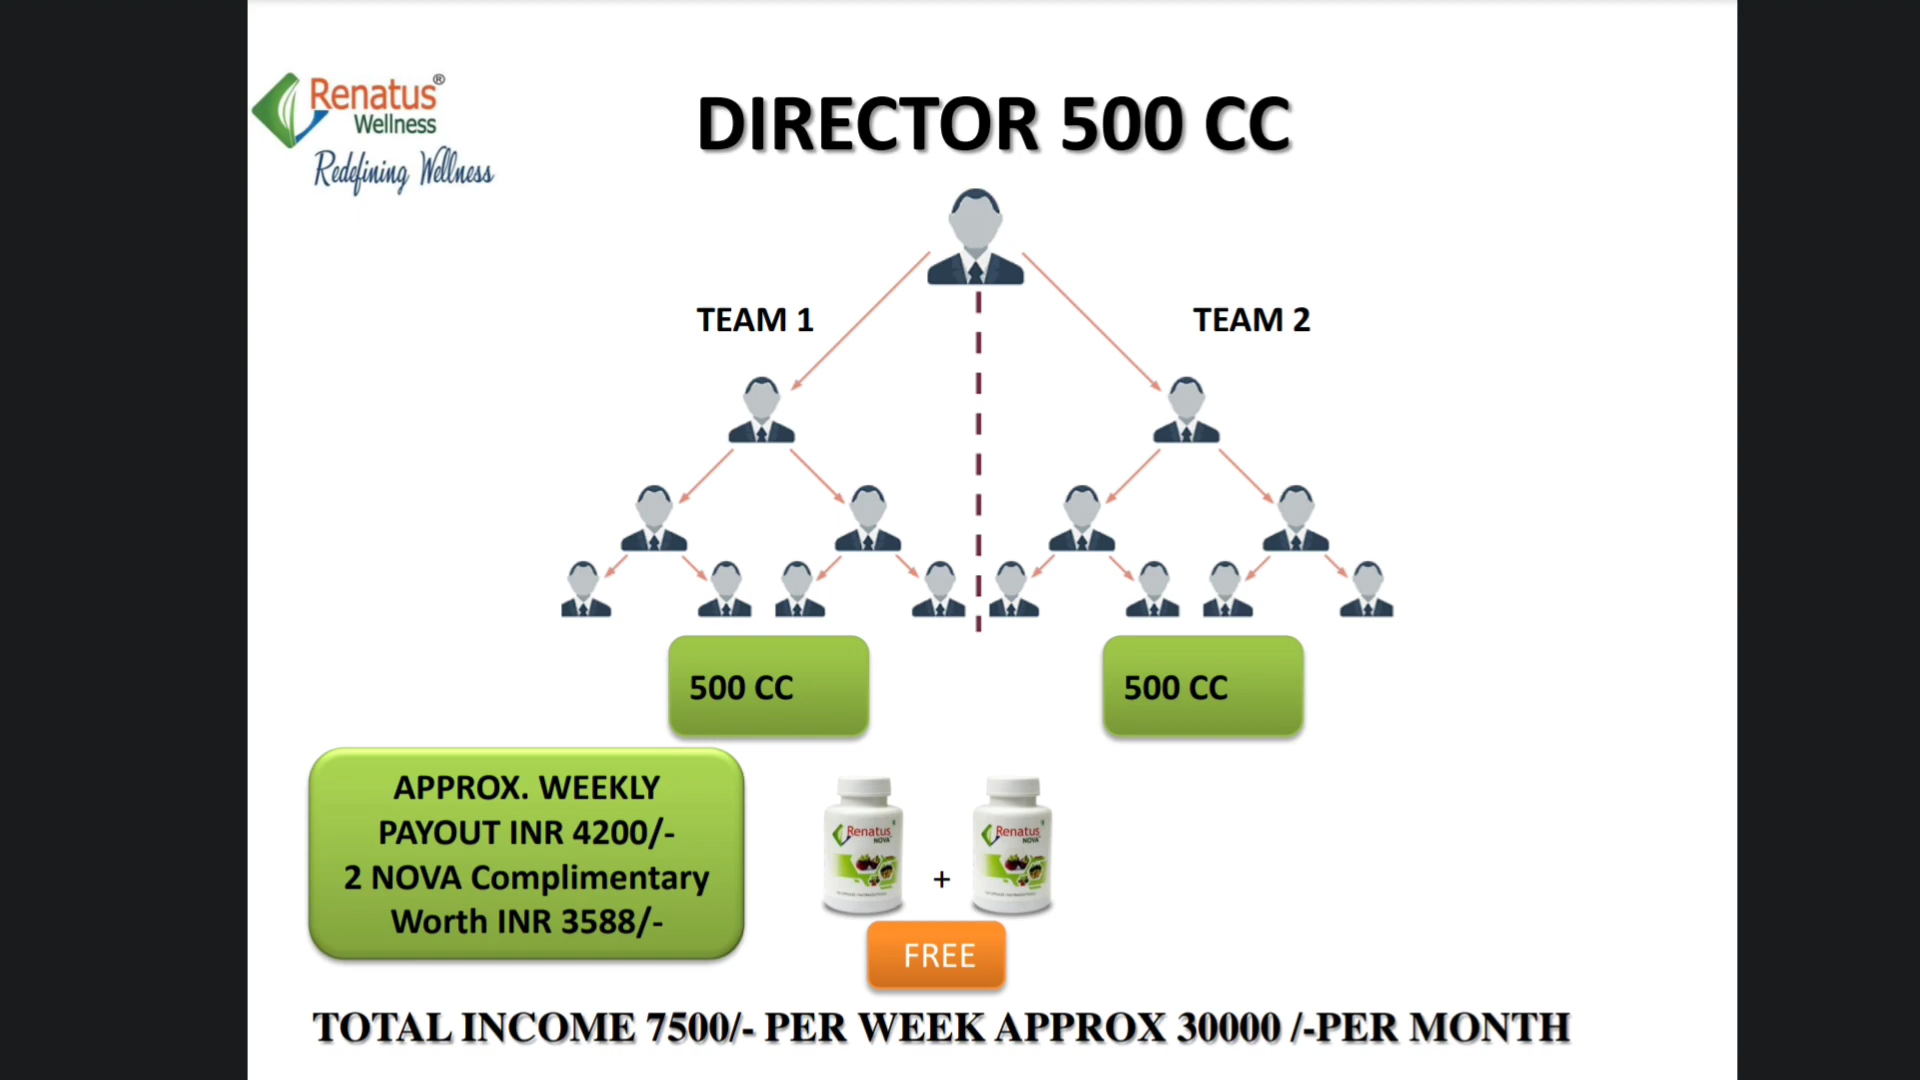 Renatus®
Wellness
Redefining Wellness
DIRECTOR 500 CC
TEAM 1
TEAM 2
500 CC
500 CC
APPROX. WEEKLY
PAYOUT INR 4200/-
2 NOVA Complimentary
Worth INR 3588/-
Renatus
NOVA
+
Renatus
NOVA
FREE
TOTAL INCOME 7500/- PER WEEK APPROX 30000 /-PER MONTH